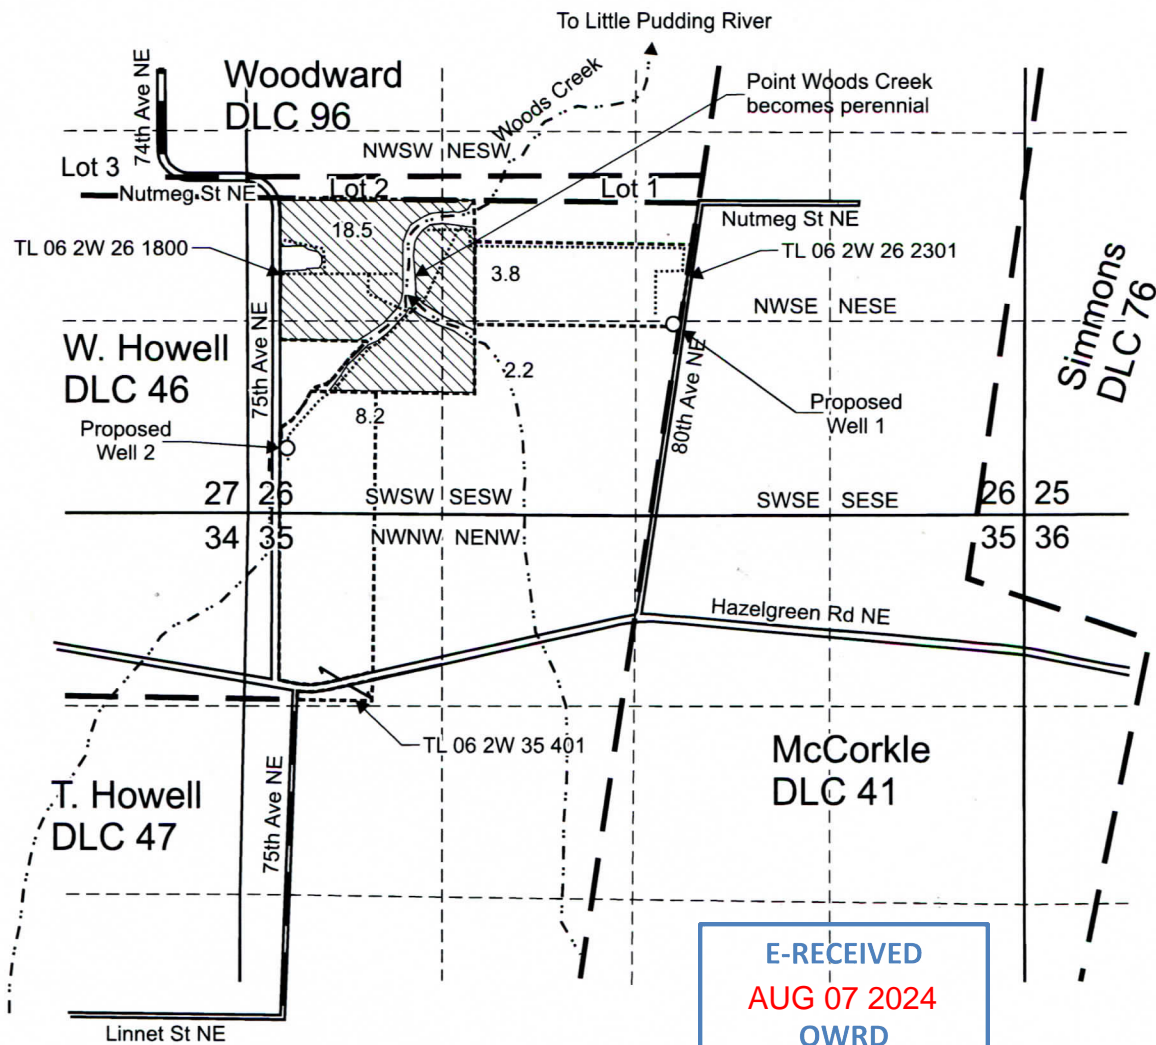 To Little Pudding River
74th Ave NE
Woodward
DLC 96
Woods Creek
Point Woods Creek
becomes perennial
NWSW NESW
Lot 3
Lot 2
Lot 1
Nutmeg St NE
Nutmeg St NE
18.5
TL 06 2W 26 1800
TL 06 2W 26 2301
3.8
NWSE NESE
Simmons
DLC 76
75th Ave NE
W. Howell
DLC 46
2.2
80th Ave NE
8.2
Proposed
Well 1
Proposed
Well 2
27 26
SWSW SESW
SWSE SESE
26 25
34 35
NWNW NENW
35 36
Hazelgreen Rd NE
TL 06 2W 35 401
McCorkle
DLC 41
T. Howell
DLC 47
75th Ave NE
E-RECEIVED
AUG 07 2024
OWRD
Linnet St NE